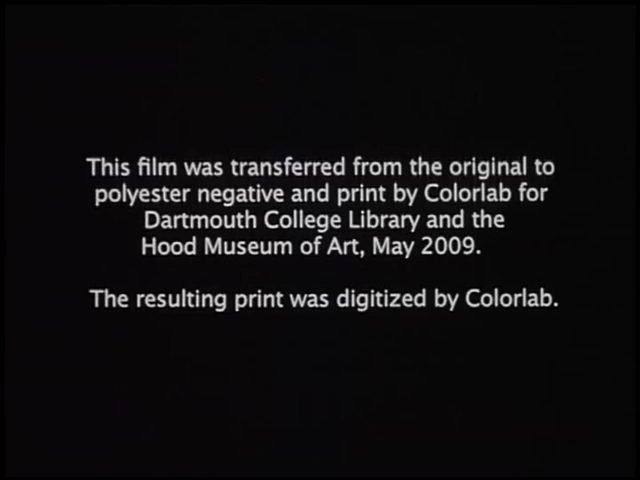 This film was transferred from the original to
polyester negative and print by Colorlab for
Dartmouth College Library and the
Hood Museum of Art, May 2009.
The resulting print was digitized by Colorlab.